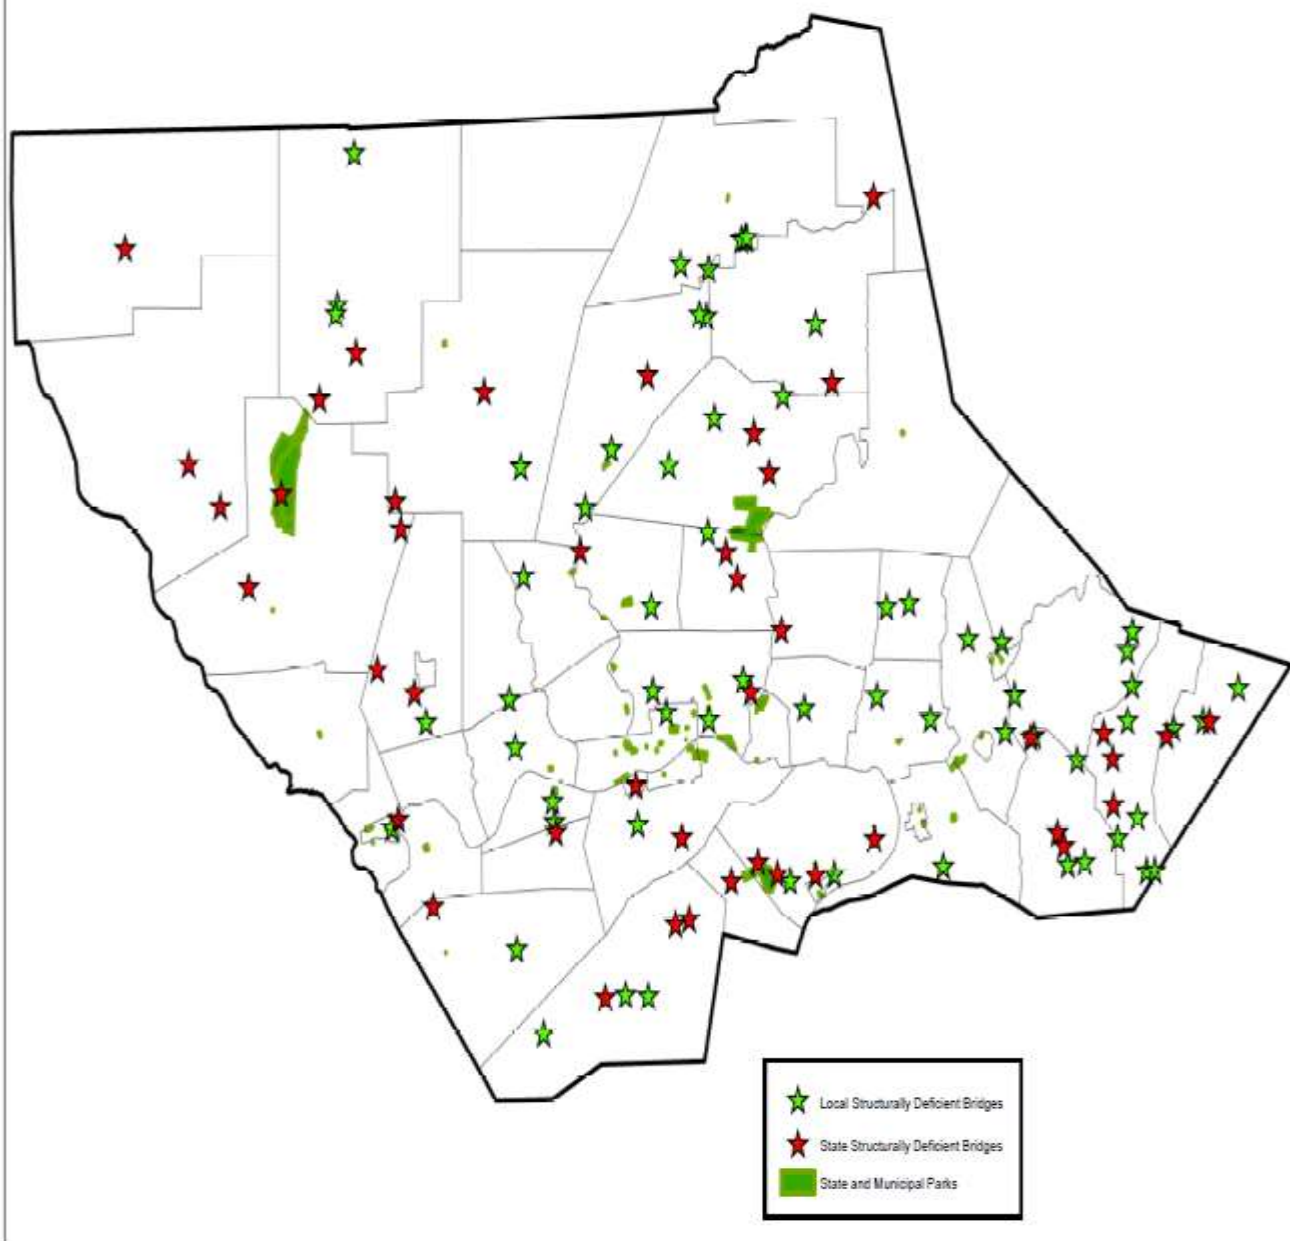 Local Structurally Deficient Bridges
State Structurally Deficient Bridges
State and Municipal Parks